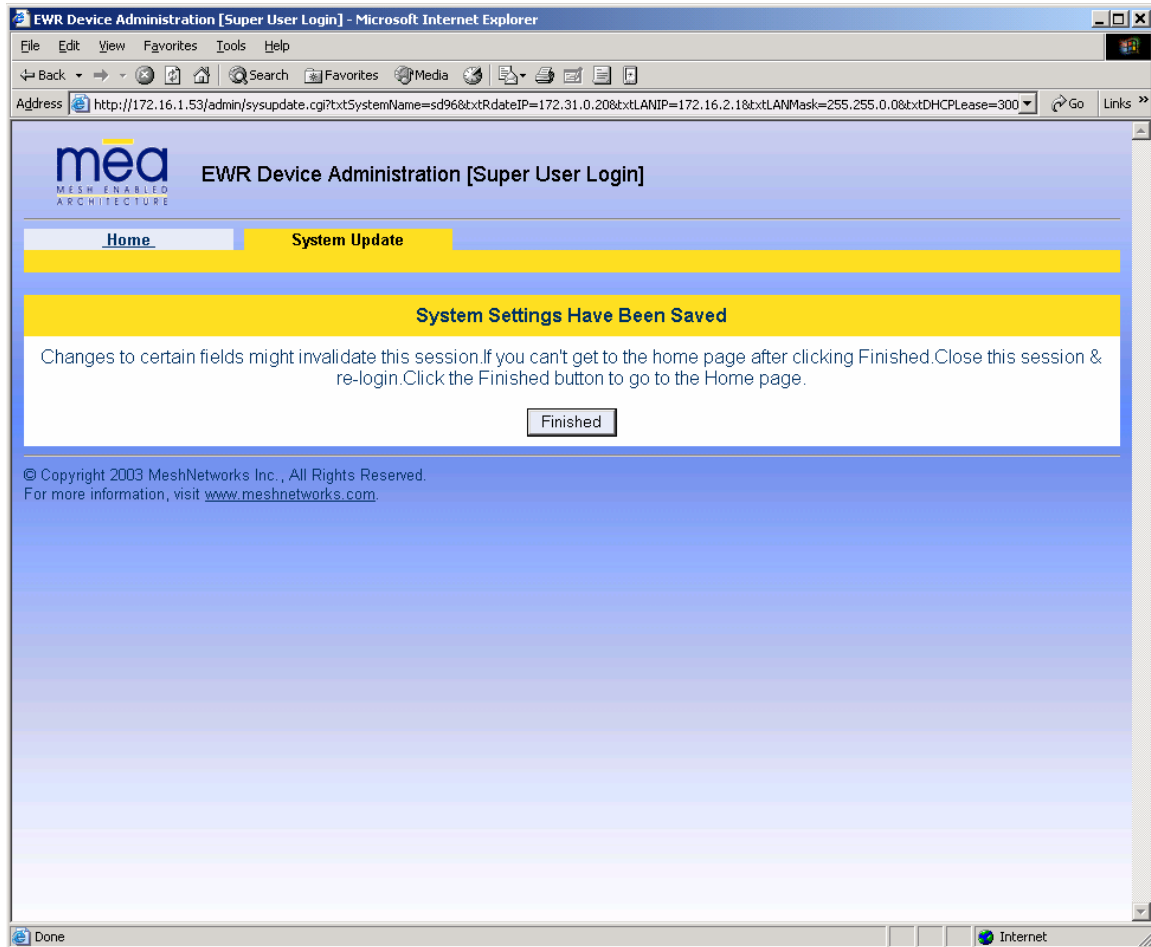 EWR Device Administration [Super User Login] - Microsoft Internet Explorer
File Edit View Favorites Tools Help
Back Search Favorites Media
Address http://172.16.1.53/admin/sysupdate.cgi?txtSystemName=sd96&txtRdateIP=172.31.0.20&txtLANIP=172.16.2.1&txtLANMask=255.255.0.0&txtDHCPLease=300 Go Links »
mea
MESH ENABLED
ARCHITECTURE
EWR Device Administration [Super User Login]
Home System Update
System Settings Have Been Saved
Changes to certain fields might invalidate this session.If you can't get to the home page after clicking Finished.Close this session &
re-login.Click the Finished button to go to the Home page.
Finished
© Copyright 2003 MeshNetworks Inc., All Rights Reserved.
For more information, visit www.meshnetworks.com.
Done Internet